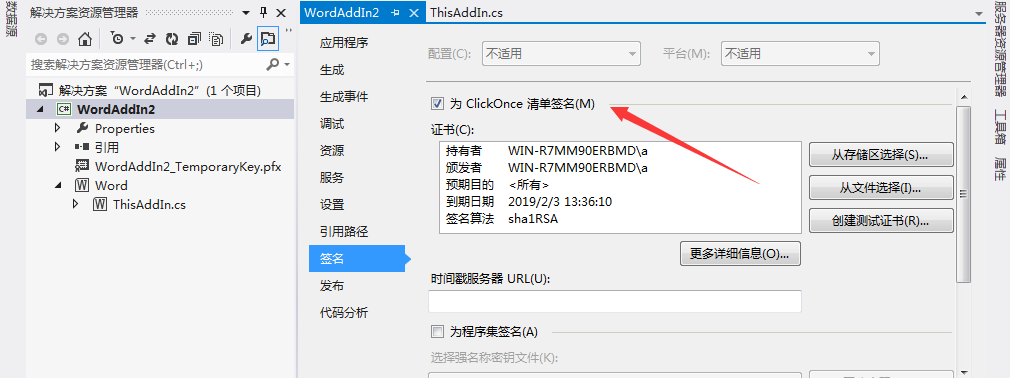 数据源
解决方案资源管理器
搜索解决方案资源管理器(Ctrl+;)
解决方案 "WordAddIn2" (1 个项目)
C# WordAddIn2
Properties
引用
WordAddIn2_TemporaryKey.pfx
Word
ThisAddIn.cs
WordAddIn2
ThisAddIn.cs
应用程序
生成
生成事件
调试
资源
服务
设置
引用路径
签名
发布
代码分析
配置(C):
不适用
平台(M):
不适用
为 ClickOnce 清单签名(M)
证书(C):
持有者 WIN-R7MM90ERBMD\a
颁发者 WIN-R7MM90ERBMD\a
预期目的 <所有>
到期日期 2019/2/3 13:36:10
签名算法 sha1RSA
从存储区选择(S)...
从文件选择(I)...
创建测试证书(R)...
更多详细信息(O)...
时间戳服务器 URL(U):
为程序集签名(A)
选择强名称密钥文件(K):
服务器资源管理器
工具箱
属性